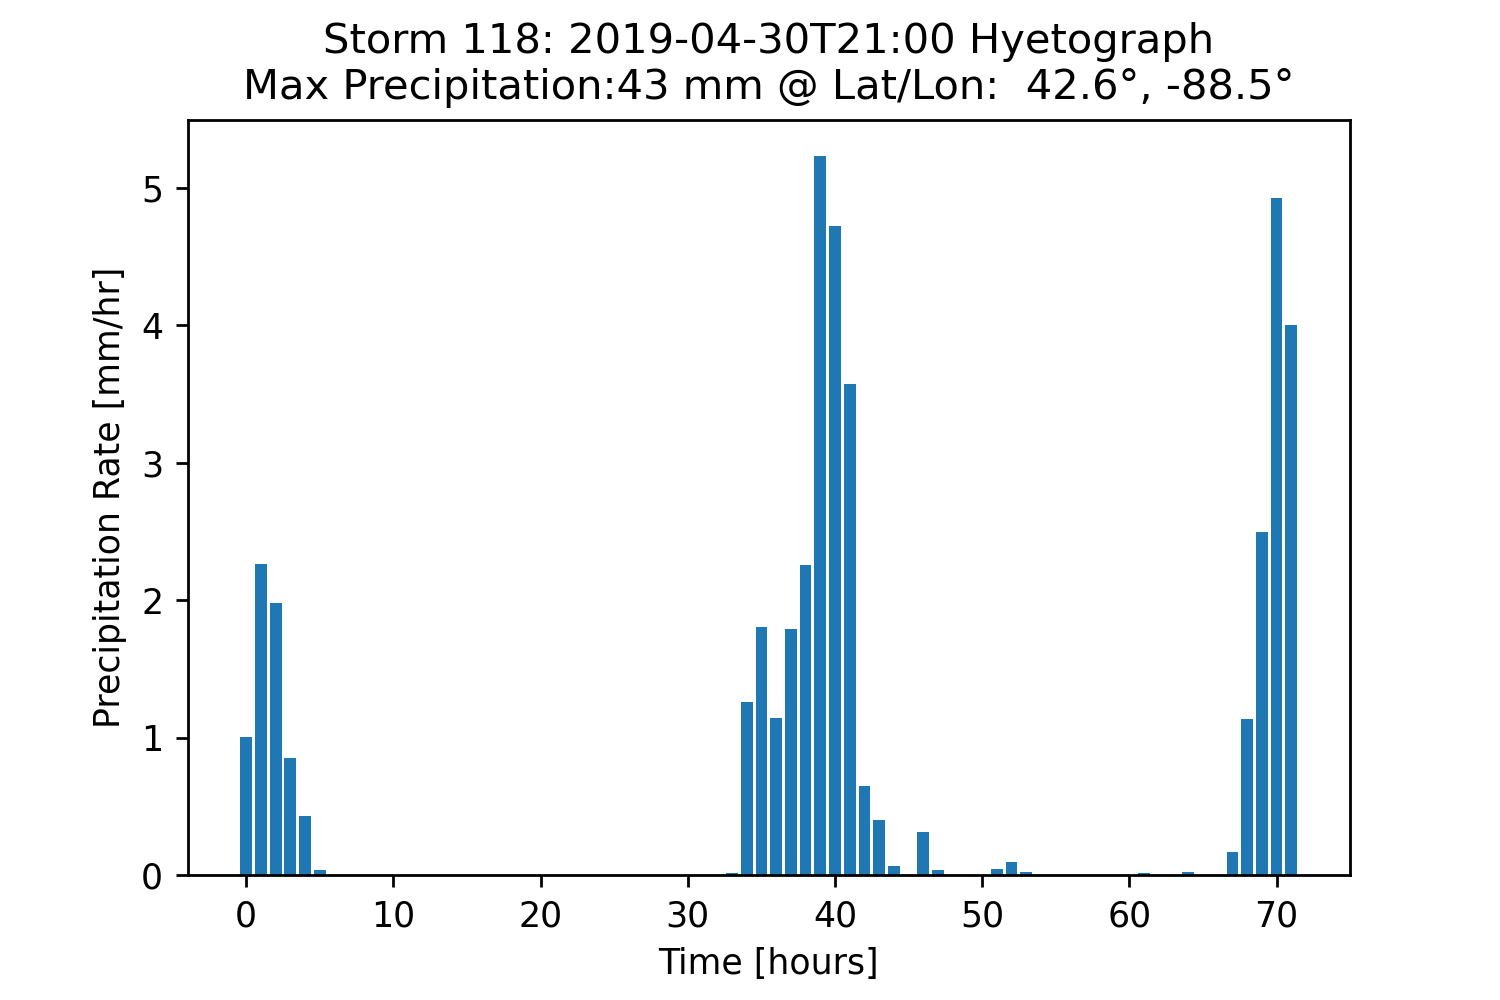 Storm 118: 2019-04-30T21:00 Hyetograph
Max Precipitation:43 mm @ Lat/Lon:  42.6°, -88.5°
Precipitation Rate [mm/hr]
5
4
3
2
1
0
0 10 20 30 40 50 60 70
Time [hours]